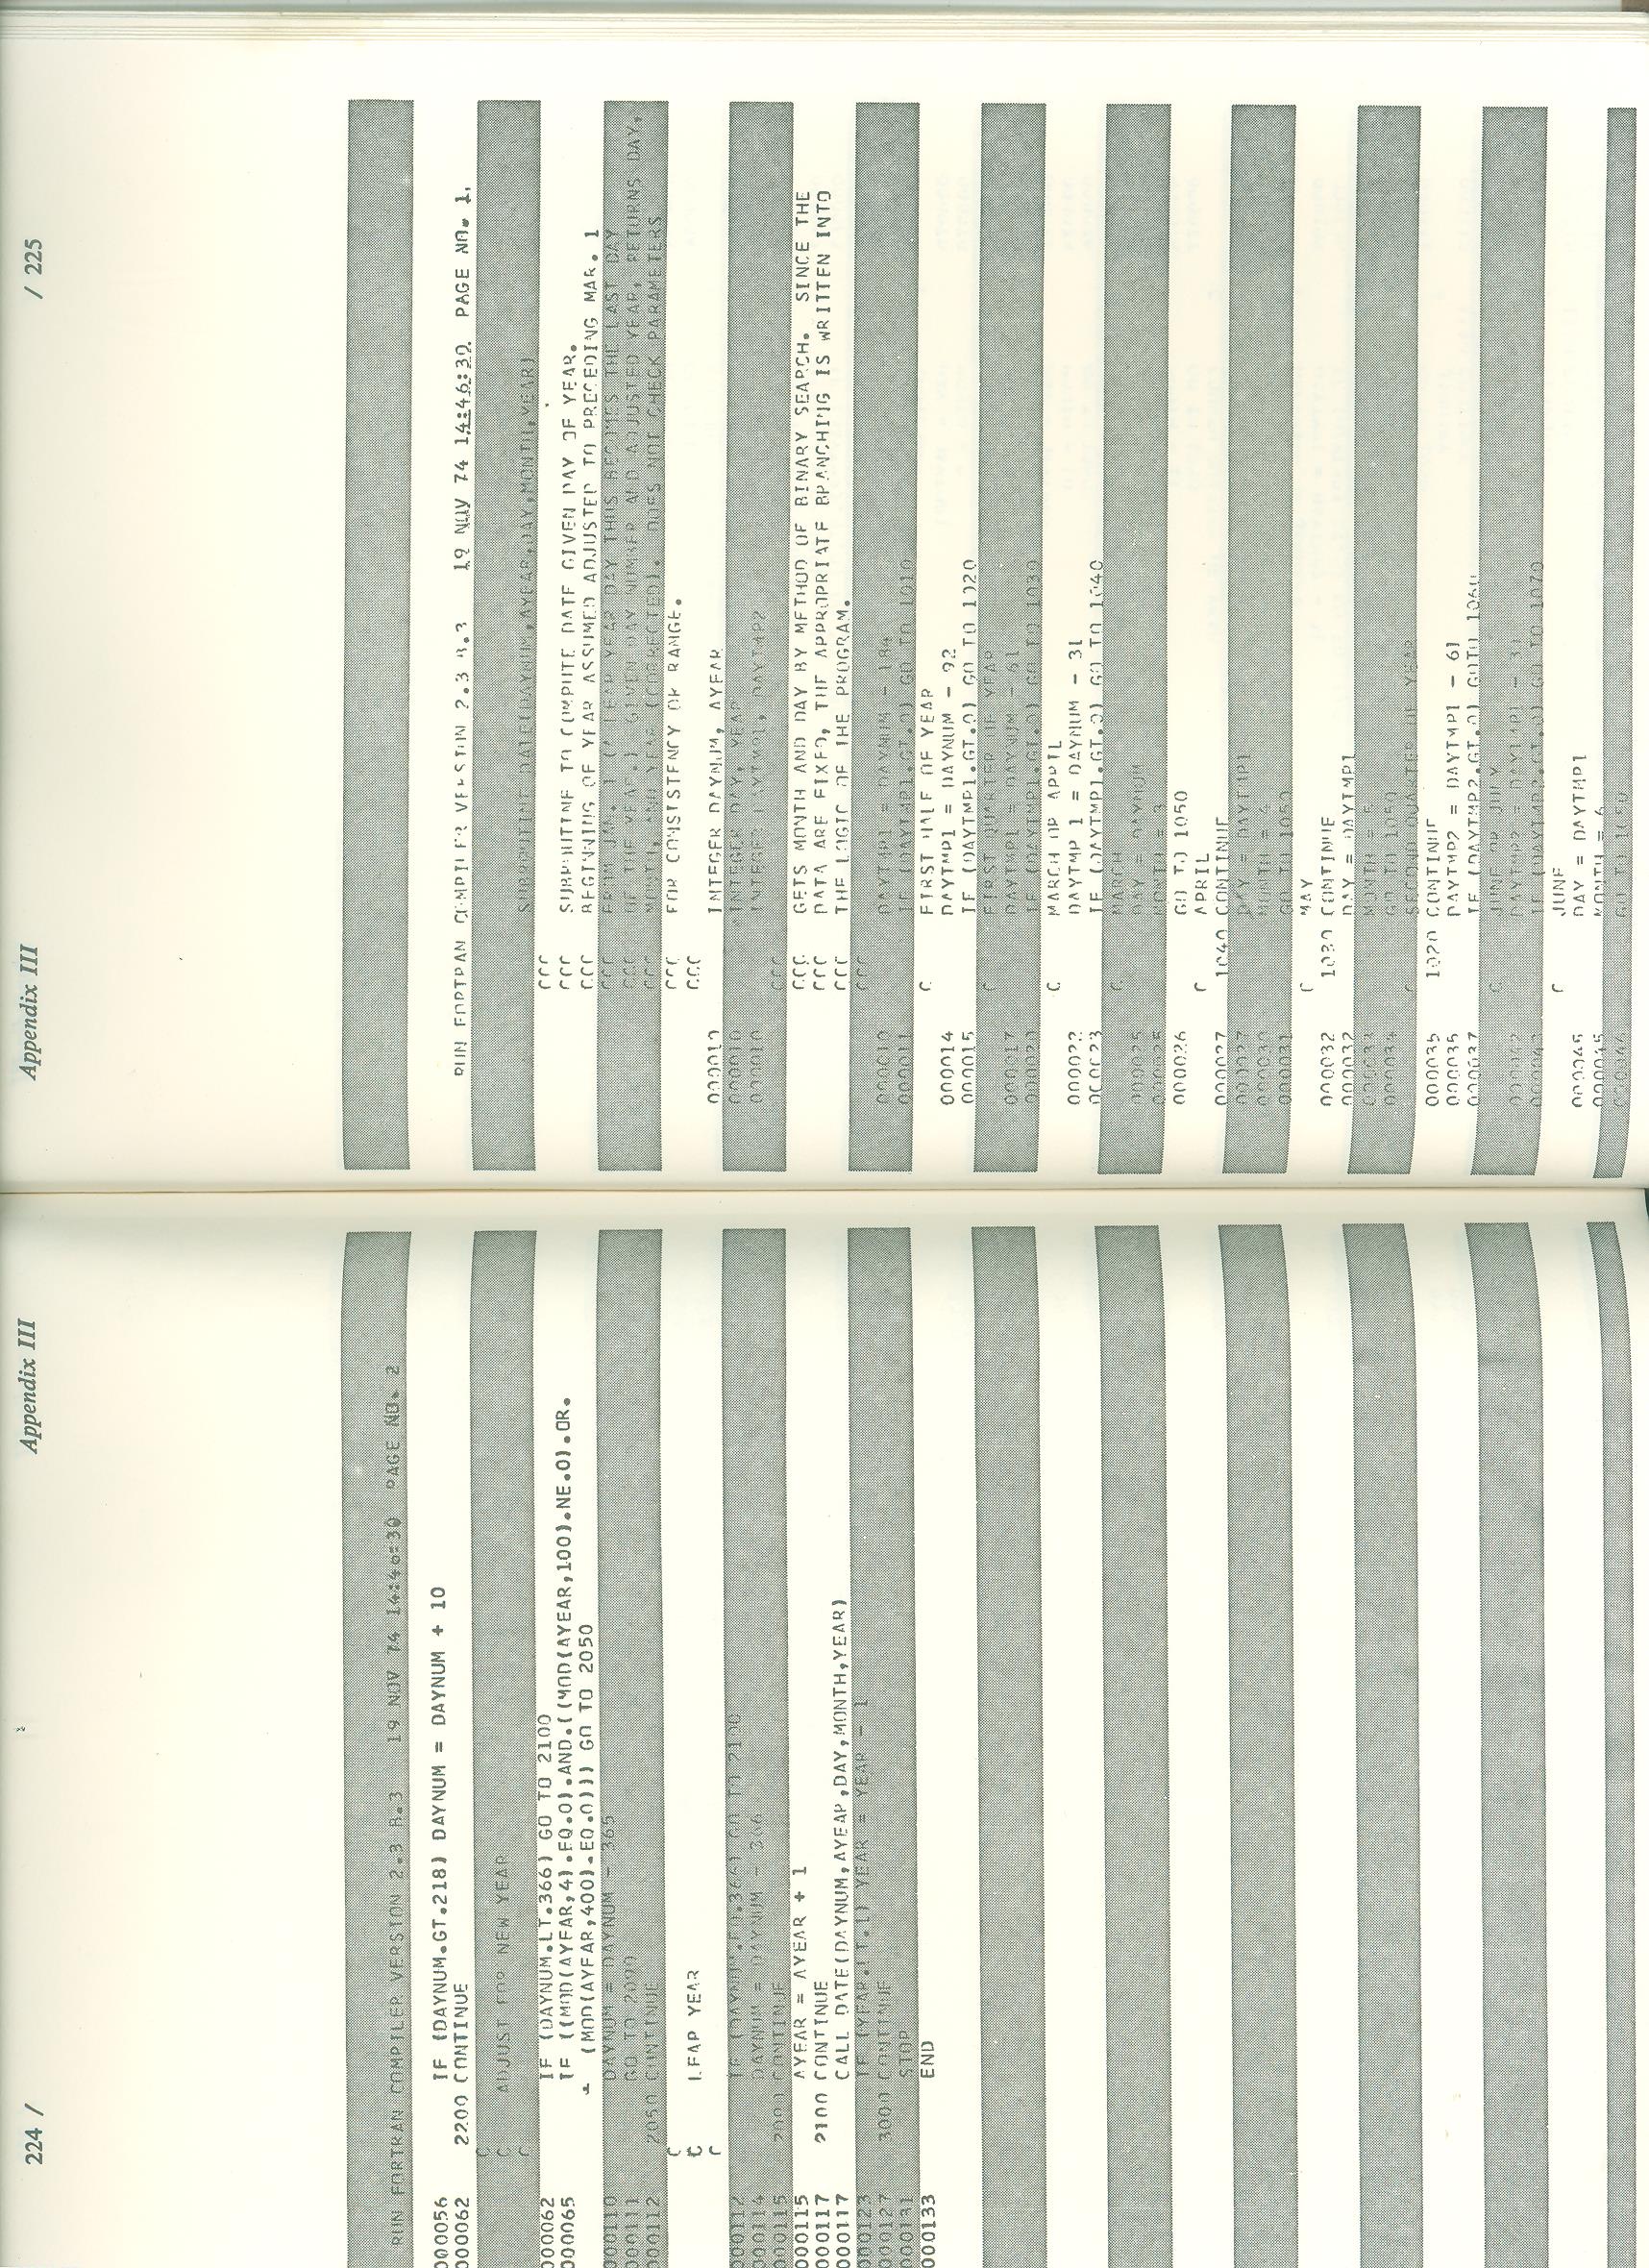 224 /
Appendix III
RUN FORTRAN COMPILER VERSION 2.3 B.3 19 NOV 74 14:46:30 PAGE NO. 2
000056 IF (DAYNUM.GT.218) DAYNUM = DAYNUM + 10
000062 2200 CONTINUE
C
C ADJUST FOR NEW YEAR
C
000062 IF (DAYNUM.LT.366) GO TO 2100
000065 IF ((MOD(AYEAR,4).EQ.0).AND.((MOD(AYEAR,100).NE.0).OR.
* (MOD(AYEAR,400).EQ.0))) GO TO 2050
000110 DAYNUM = DAYNUM - 365
000111 GO TO 2090
000112 2050 CONTINUE
C
C LEAP YEAR
C
000112 IF (DAYNUM.EQ.366) GO TO 2100
000114 DAYNUM = DAYNUM - 366
000115 2090 CONTINUE
000115 AYEAR = AYEAR + 1
000117 2100 CONTINUE
000117 CALL DATE(DAYNUM,AYEAR,DAY,MONTH,YEAR)
000123 IF (YEAR.LT.1) YEAR = YEAR - 1
000127 3000 CONTINUE
000131 STOP
000133 END
Appendix III
/ 225
RUN FORTRAN COMPILER VERSION 2.3 B.3 19 NOV 74 14:46:30. PAGE NO. 1.
SUBROUTINE DATE(DAYNUM,AYEAR,DAY,MONTH,YEAR)
CCC
CCC SUBROUTINE TO COMPUTE DATE GIVEN DAY OF YEAR.
CCC BEGINNING OF YEAR ASSUMED ADJUSTED TO PRECEDING MAR. 1
CCC FROM JAN. 1 (A LEAP YEAR DAY THUS BECOMES THE LAST DAY
CCC OF THE YEAR.) GIVEN DAY NUMBER AND ADJUSTED YEAR, RETURNS DAY,
CCC MONTH, AND YEAR (CORRECTED). DOES NOT CHECK PARAMETERS
CCC FOR CONSISTENCY OR RANGE.
CCC
000010 INTEGER DAYNUM, AYEAR
000010 INTEGER DAY, YEAR
000010 INTEGER DAYTMP1, DAYTMP2
CCC
CCC GETS MONTH AND DAY BY METHOD OF BINARY SEARCH. SINCE THE
CCC DATA ARE FIXED, THE APPROPRIATE BRANCHING IS WRITTEN INTO
CCC THE LOGIC OF THE PROGRAM.
CCC
000010 DAYTMP1 = DAYNUM - 184
000011 IF (DAYTMP1.GT.0) GO TO 1010
C FIRST HALF OF YEAR
000014 DAYTMP1 = DAYNUM - 92
000015 IF (DAYTMP1.GT.0) GO TO 1020
C FIRST QUARTER OF YEAR
000017 DAYTMP1 = DAYNUM - 61
000020 IF (DAYTMP1.GT.0) GO TO 1030
C MARCH OR APRIL
000022 DAYTMP 1 = DAYNUM - 31
000023 IF (DAYTMP1.GT.0) GO TO 1040
C MARCH
000025 DAY = DAYNUM
000025 MONTH = 3
000026 GO TO 1050
C APRIL
000027 1040 CONTINUE
000027 DAY = DAYTMP1
000030 MONTH = 4
000031 GO TO 1050
C MAY
000032 1030 CONTINUE
000032 DAY = DAYTMP1
000033 MONTH = 5
000034 GO TO 1050
C SECOND QUARTER OF YEAR
000035 1020 CONTINUE
000035 DAYTMP2 = DAYTMP1 - 61
000037 IF (DAYTMP2.GT.0) GOTO 1060
C JUNE OR JULY
000042 DAYTMP2 = DAYTMP1 -
000043 IF (DAYTMP2.GT.0) GO TO 1070
C JUNE
000045 DAY = DAYTMP1
000045 MONTH = 6
000046 GO TO 1050